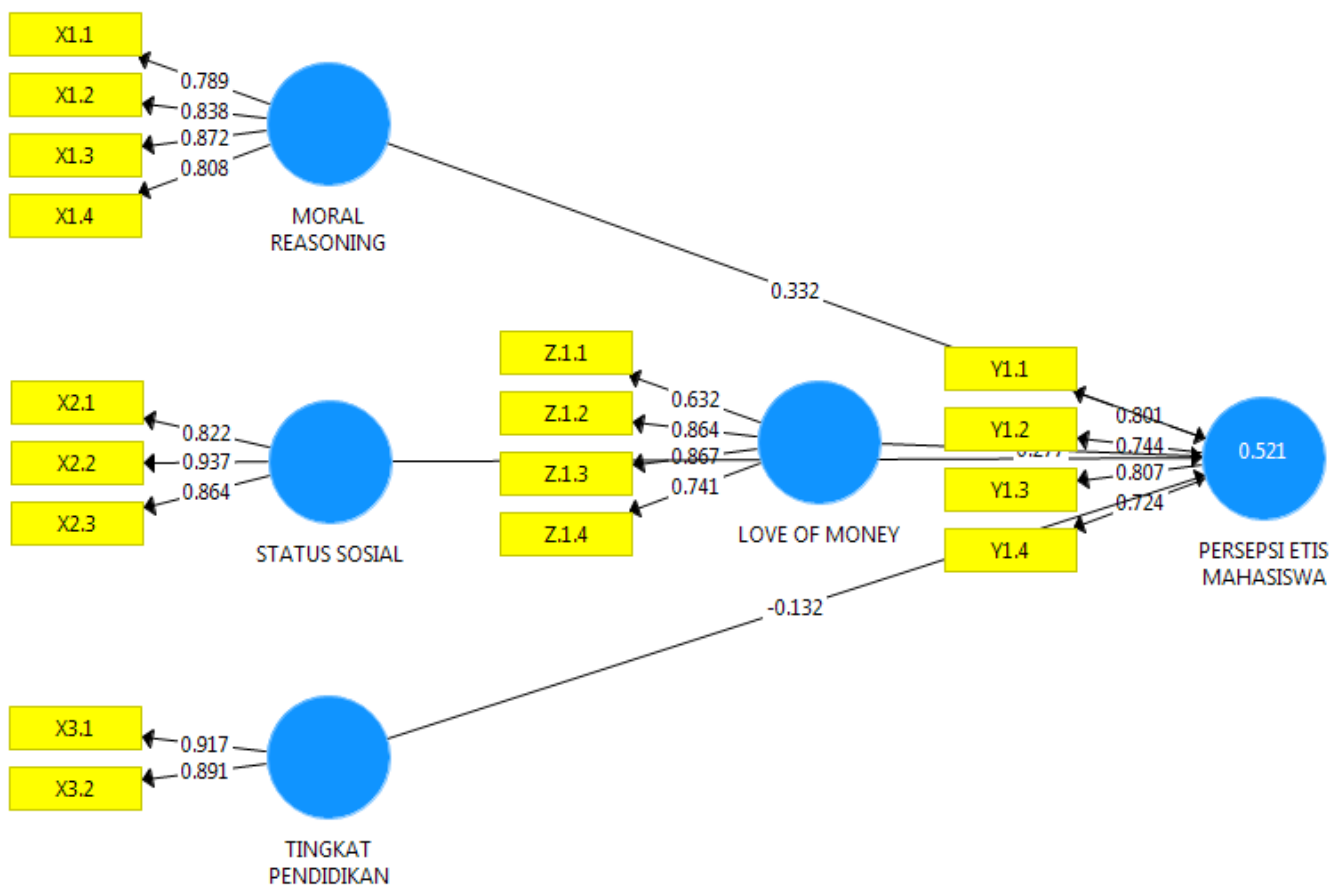 X1.1
X1.2
X1.3
X1.4
0.789
0.838
0.872
0.808
MORAL
REASONING
0.332
X2.1
X2.2
X2.3
0.822
0.937
0.864
STATUS SOSIAL
Z.1.1
Z.1.2
Z.1.3
Z.1.4
0.632
0.864
0.867
0.741
LOVE OF MONEY
Y1.1
Y1.2
Y1.3
Y1.4
0.801
0.744
0.277
0.807
0.724
0.521
PERSEPSI ETIS
MAHASISWA
-0.132
X3.1
X3.2
0.917
0.891
TINGKAT
PENDIDIKAN